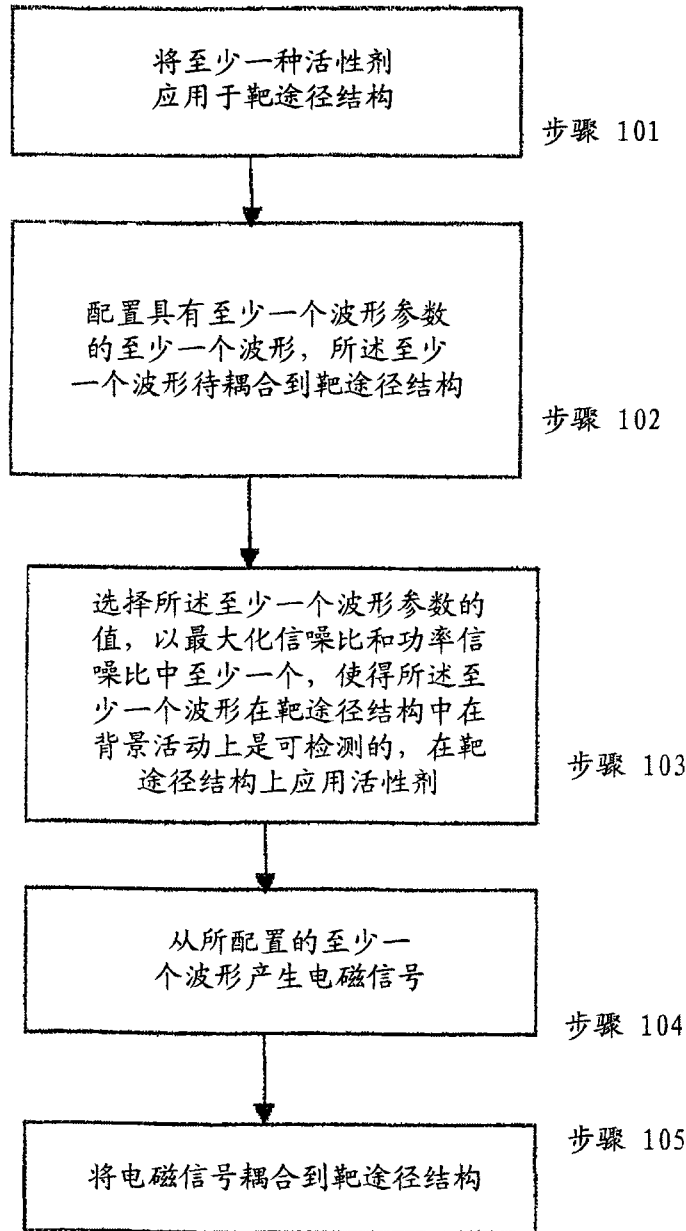 将至少一种活性剂
应用于靶途径结构
步骤 101
配置具有至少一个波形参数
的至少一个波形，所述至少
一个波形待耦合到靶途径结构
步骤 102
选择所述至少一个波形参数的
值，以最大化信噪比和功率信
噪比中至少一个，使得所述至
少一个波形在靶途径结构中在
背景活动上是可检测的，在靶
途径结构上应用活性剂
步骤 103
从所配置的至少一
个波形产生电磁信号
步骤 104
将电磁信号耦合到靶途径结构
步骤 105